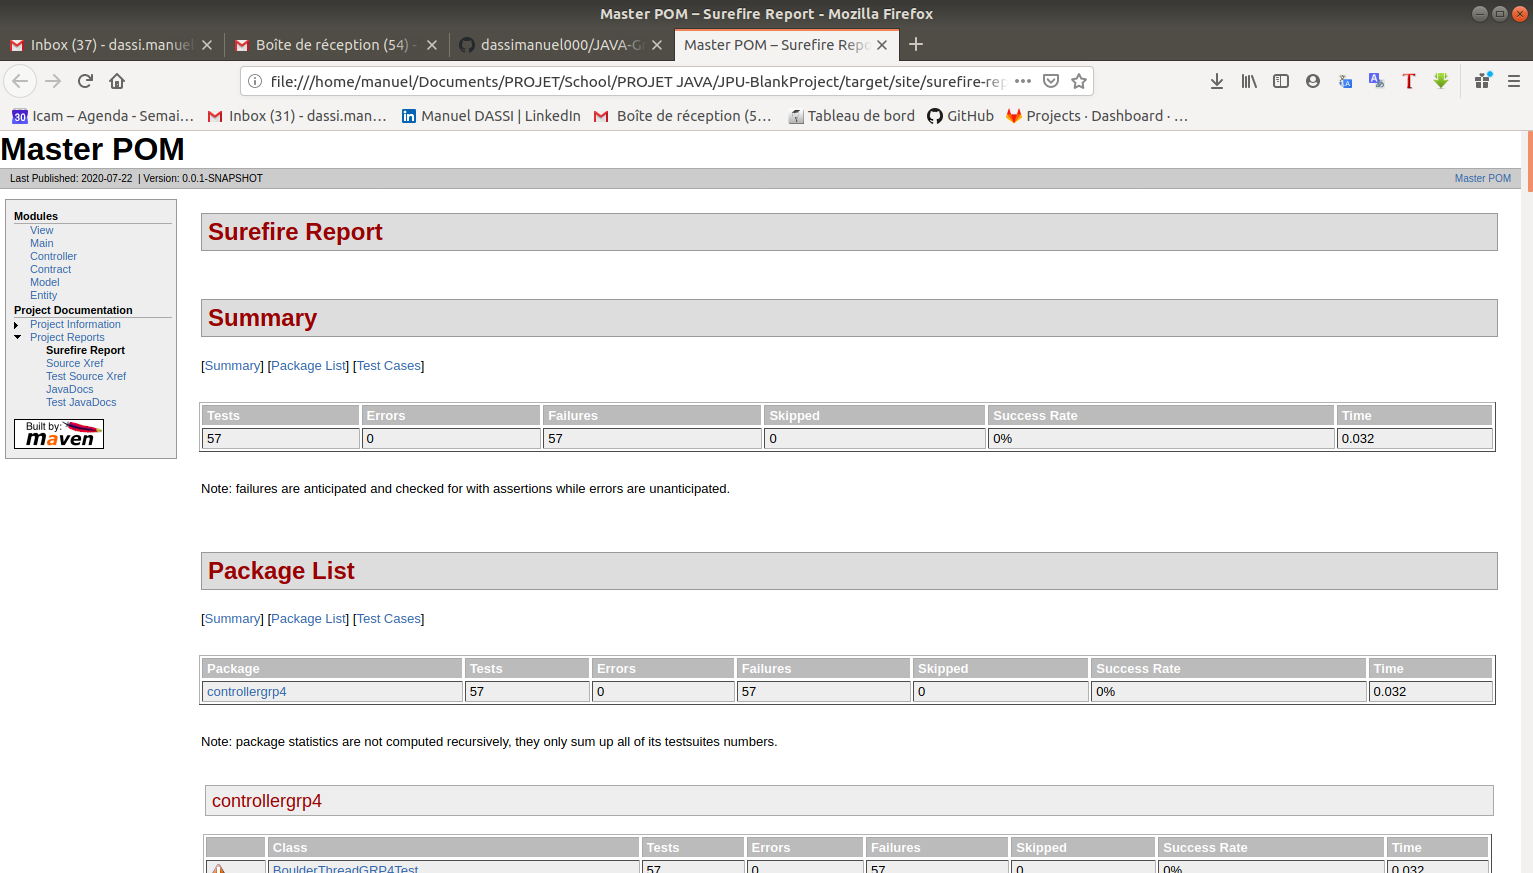 Master POM – Surefire Report - Mozilla Firefox
Inbox (37) - dassi.manuel
Boîte de réception (54) -
dassimanuel000/JAVA-G
Master POM – Surefire Repo
file:///home/manuel/Documents/PROJET/School/PROJET JAVA/JPU-BlankProject/target/site/surefire-rep
30 Icam – Agenda - Semai…
Inbox (31) - dassi.man…
Manuel DASSI | LinkedIn
Boîte de réception (5…
Tableau de bord
GitHub
Projects · Dashboard · …
Master POM
Last Published: 2020-07-22 | Version: 0.0.1-SNAPSHOT
Master POM
Modules
View
Main
Controller
Contract
Model
Entity
Project Documentation
Project Information
Project Reports
Surefire Report
Source Xref
Test Source Xref
JavaDocs
Test JavaDocs
Built by:
maven
Surefire Report
Summary
[Summary] [Package List] [Test Cases]
Tests Errors Failures Skipped Success Rate Time
57 0 57 0 0% 0.032
Note: failures are anticipated and checked for with assertions while errors are unanticipated.
Package List
[Summary] [Package List] [Test Cases]
Package Tests Errors Failures Skipped Success Rate Time
controllergrp4 57 0 57 0 0% 0.032
Note: package statistics are not computed recursively, they only sum up all of its testsuites numbers.
controllergrp4
Class Tests Errors Failures Skipped Success Rate Time
BoulderThreadGRP4Test 57 0 57 0 0% 0.032